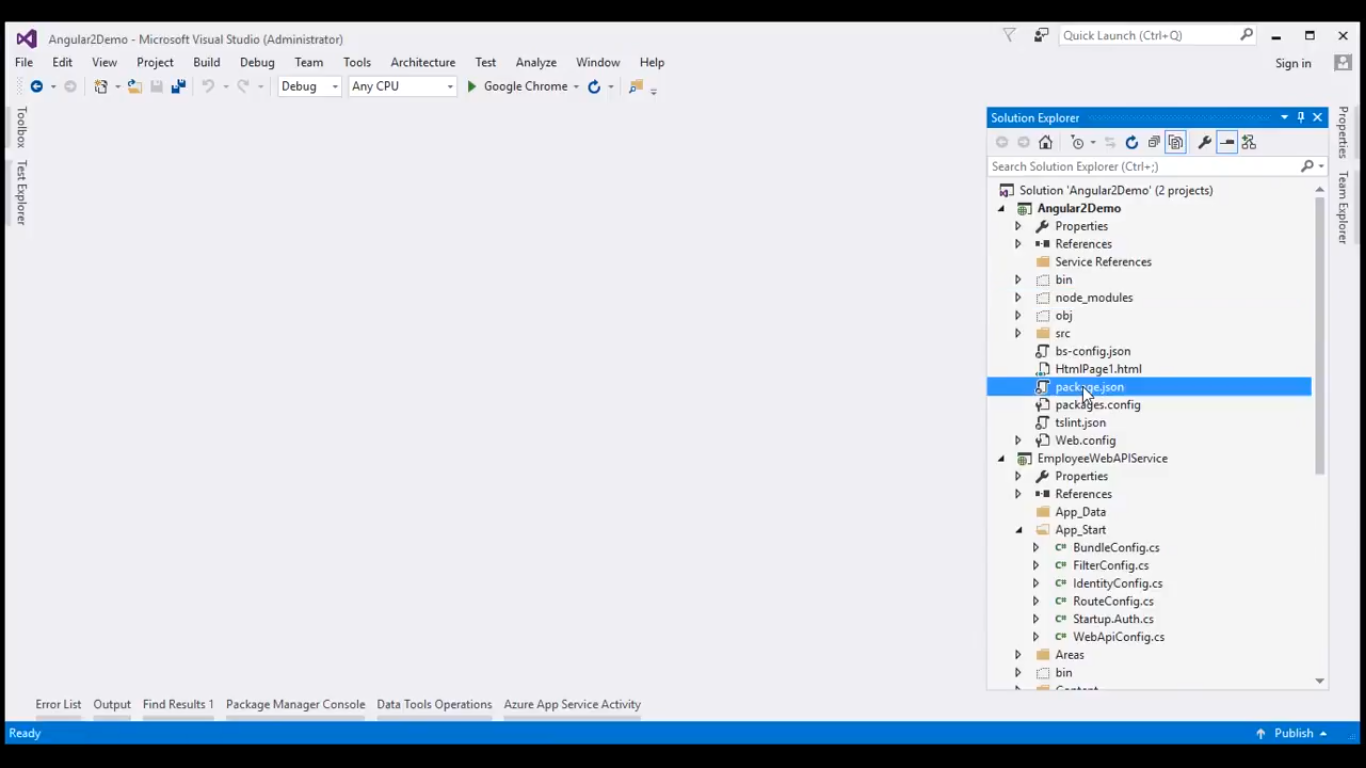 Angular2Demo - Microsoft Visual Studio (Administrator)
Quick Launch (Ctrl+Q)
File Edit View Project Build Debug Team Tools Architecture Test Analyze Window Help
Sign in
Debug Any CPU Google Chrome
Toolbox
Test Explorer
Solution Explorer
Search Solution Explorer (Ctrl+;)
Solution 'Angular2Demo' (2 projects)
Angular2Demo
Properties
References
Service References
bin
node_modules
obj
src
bs-config.json
HtmlPage1.html
package.json
packages.config
tslint.json
Web.config
EmployeeWebAPIService
Properties
References
App_Data
App_Start
C# BundleConfig.cs
C# FilterConfig.cs
C# IdentityConfig.cs
C# RouteConfig.cs
C# Startup.Auth.cs
C# WebApiConfig.cs
Areas
bin
Content
Properties
Team Explorer
Error List Output Find Results 1 Package Manager Console Data Tools Operations Azure App Service Activity
Ready
Publish